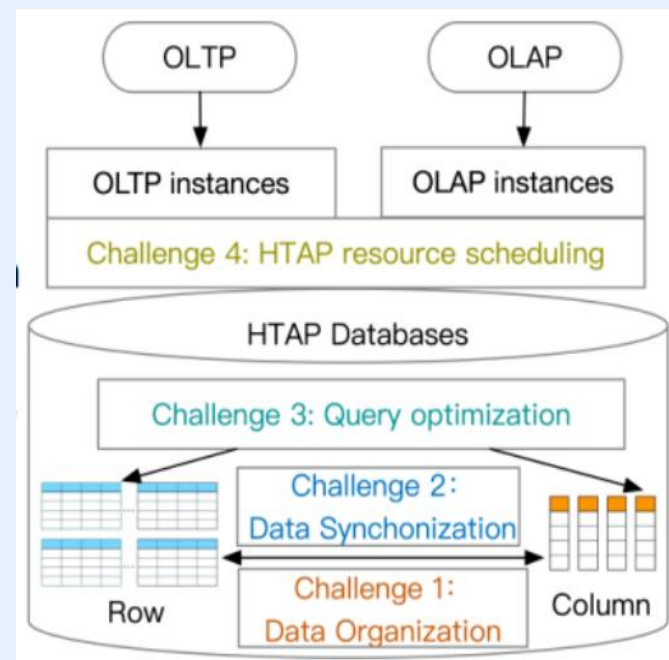 OLTP
OLAP
OLTP instances
OLAP instances
Challenge 4: HTAP resource scheduling
HTAP Databases
Challenge 3: Query optimization
Challenge 2:
Data Synchonization
Challenge 1:
Data Organization
Row
Column